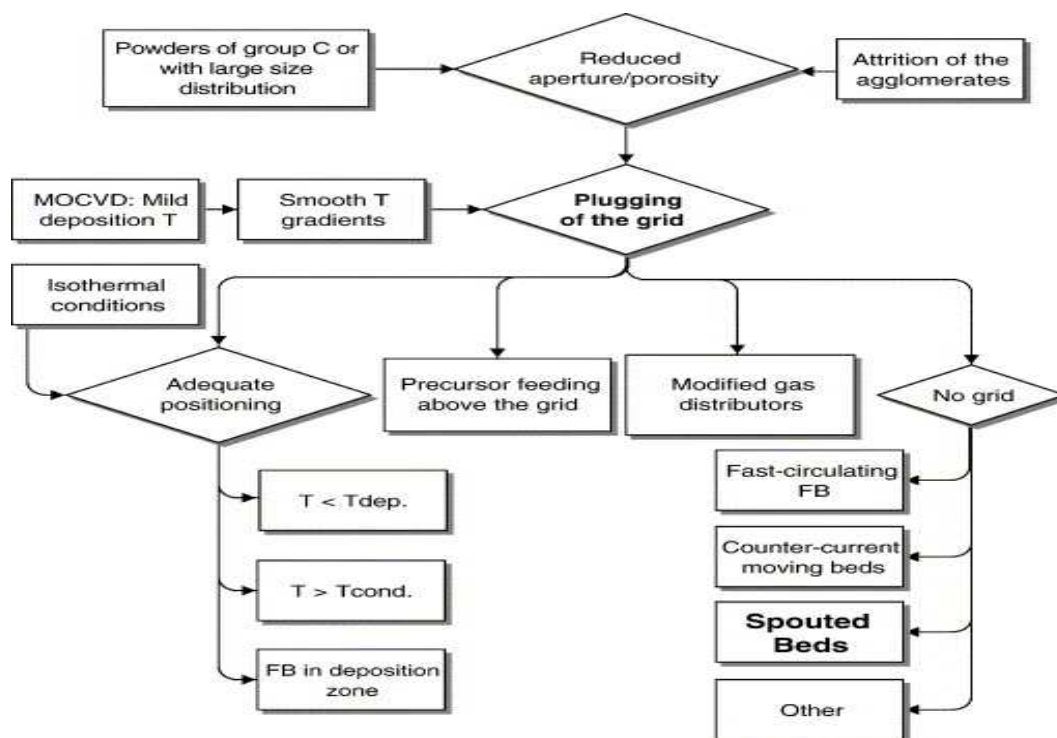 Powders of group C or
with large size
distribution
Reduced
aperture/porosity
Attrition of the
agglomerates
MOCVD: Mild
deposition T
Smooth T
gradients
Plugging
of the grid
Isothermal
conditions
Adequate
positioning
Precursor feeding
above the grid
Modified gas
distributors
No grid
T < Tdep.
T > Tcond.
FB in deposition
zone
Fast-circulating
FB
Counter-current
moving beds
Spouted
Beds
Other